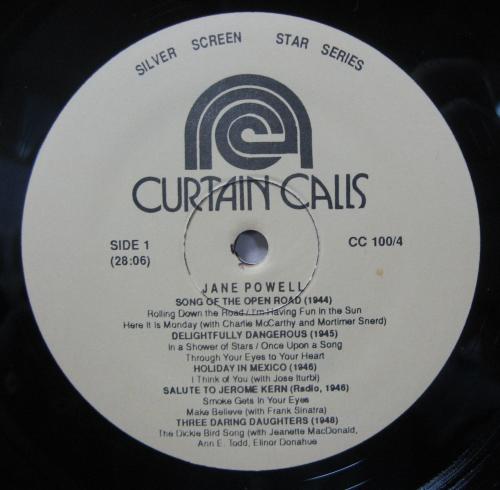 SILVER SCREEN STAR SERIES
CURTAIN CALLS
SIDE 1
(28:06)
CC 100/4
JANE POWELL
SONG OF THE OPEN ROAD (1944)
Rolling Down the Road / I'm Having Fun in the Sun
Here It Is Monday (with Charlie McCarthy and Mortimer Snerd)
DELIGHTFULLY DANGEROUS (1945)
In a Shower of Stars / Once Upon a Song
Through Your Eyes to Your Heart
HOLIDAY IN MEXICO (1946)
I Think of You (with Jose Iturbi)
SALUTE TO JEROME KERN (Radio, 1946)
Smoke Gets in Your Eyes
Make Believe (with Frank Sinatra)
THREE DARING DAUGHTERS (1948)
The Dickie Bird Song (with Jeanette MacDonald,
Ann E. Todd, Elinor Donahue)